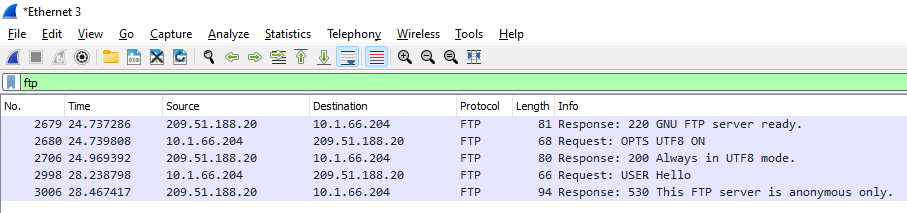 *Ethernet 3
File Edit View Go Capture Analyze Statistics Telephony Wireless Tools Help
ftp
No. Time Source Destination Protocol Length Info
2679 24.737286 209.51.188.20 10.1.66.204 FTP 81 Response: 220 GNU FTP server ready.
2680 24.739808 10.1.66.204 209.51.188.20 FTP 68 Request: OPTS UTF8 ON
2706 24.969392 209.51.188.20 10.1.66.204 FTP 80 Response: 200 Always in UTF8 mode.
2998 28.238798 10.1.66.204 209.51.188.20 FTP 66 Request: USER Hello
3006 28.467417 209.51.188.20 10.1.66.204 FTP 94 Response: 530 This FTP server is anonymous only.